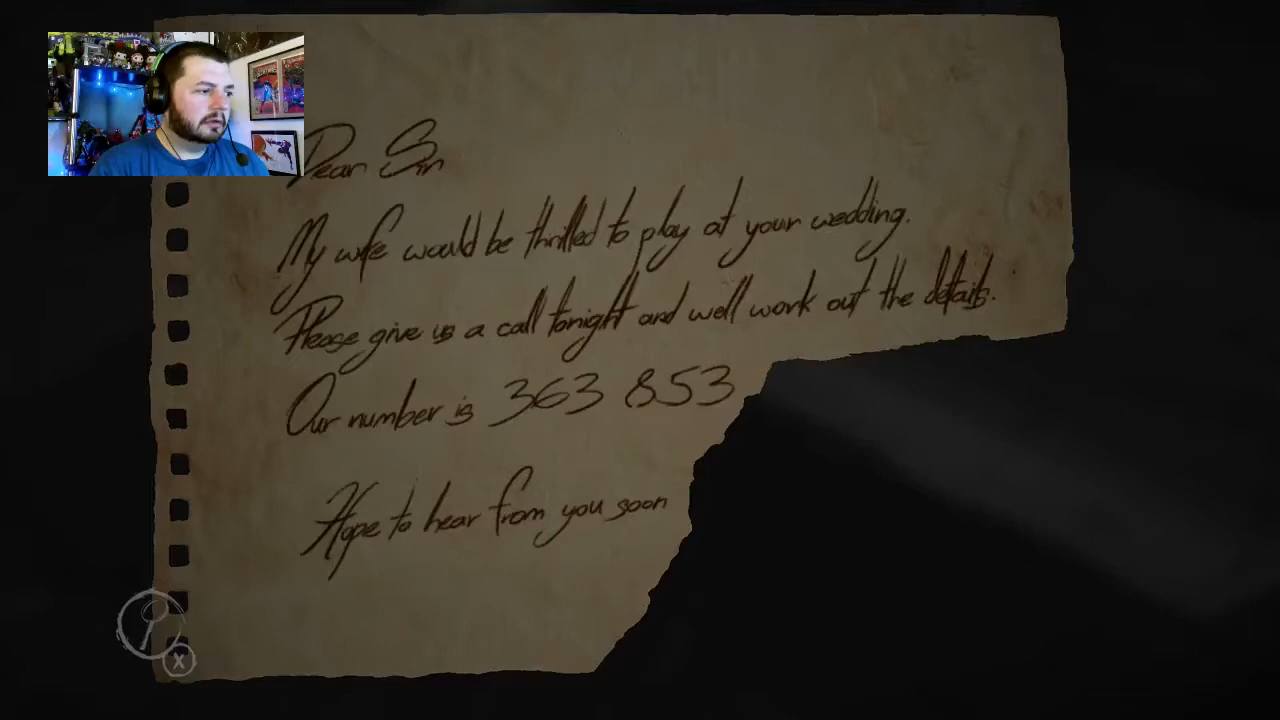 Dear Sir
My wife would be thrilled to play at your wedding.
Please give us a call tonight and well work out the details.
Our number is 363 853
Hope to hear from you soon
X